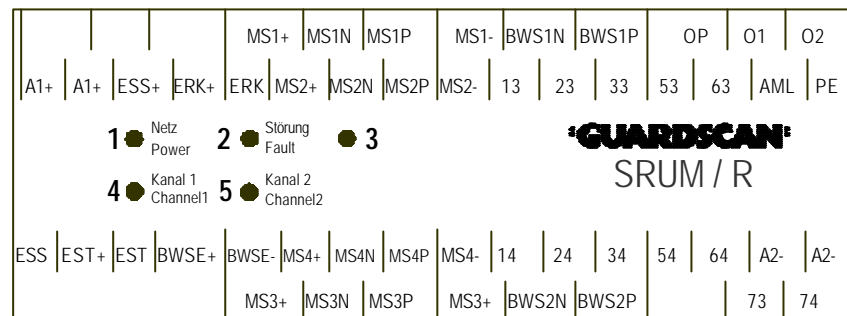 MS1+ MS1N MS1P MS1- BWS1N BWS1P OP O1 O2
A1+ A1+ ESS+ ERK+ ERK MS2+ MS2N MS2P MS2- 13 23 33 53 63 AML PE
1 Netz Power 2 Störung Fault 3
GUARDSCAN
SRUM / R
4 Kanal 1 Channel1 5 Kanal 2 Channel2
ESS EST+ EST BWSE+ BWSE- MS4+ MS4N MS4P MS4- 14 24 34 54 64 A2- A2-
MS3+ MS3N MS3P MS3+ BWS2N BWS2P 73 74